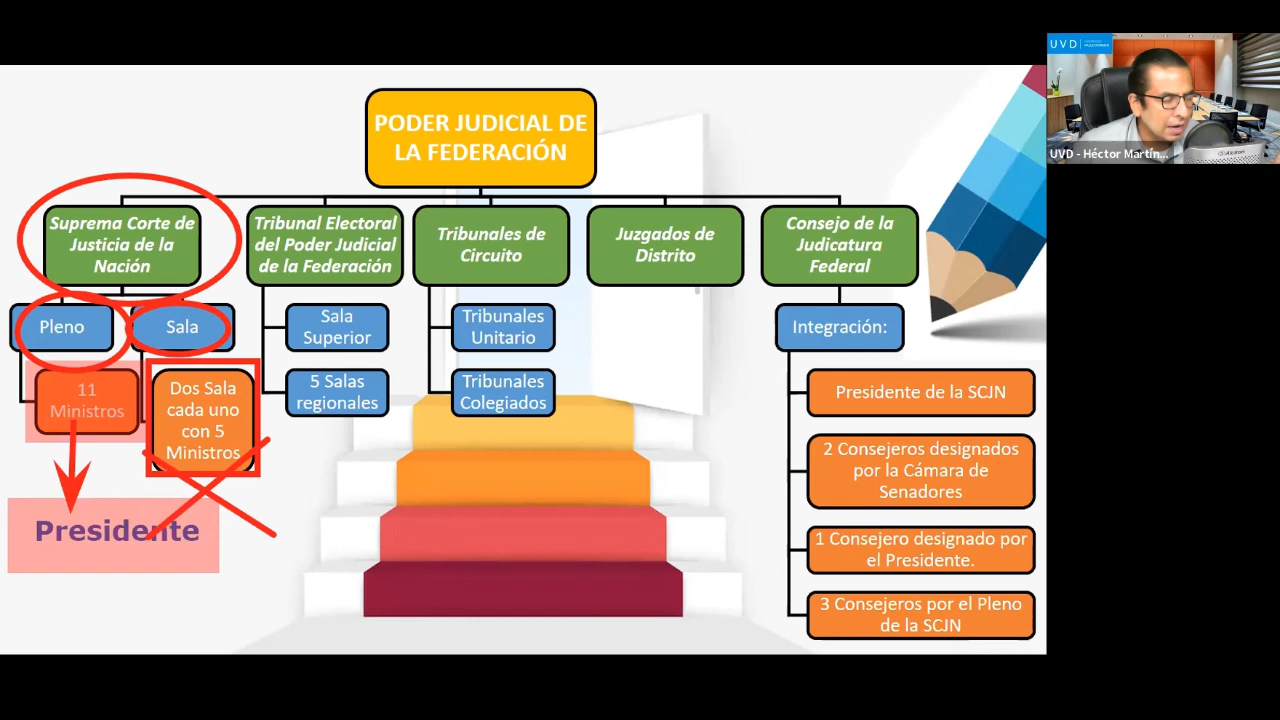 PODER JUDICIAL DE
LA FEDERACIÓN
Suprema Corte de
Justicia de la
Nación
Tribunal Electoral
del Poder Judicial
de la Federación
Tribunales de
Circuito
Juzgados de
Distrito
Consejo de la
Judicatura
Federal
Pleno
Sala
Sala
Superior
Tribunales
Unitario
Integración:
11
Ministros
Dos Sala
cada uno
con 5
Ministros
5 Salas
regionales
Tribunales
Colegiados
Presidente de la SCJN
2 Consejeros designados
por la Cámara de
Senadores
1 Consejero designado por
el Presidente.
3 Consejeros por el Pleno
de la SCJN
Presidente
UVD
UVD - Héctor Martín...